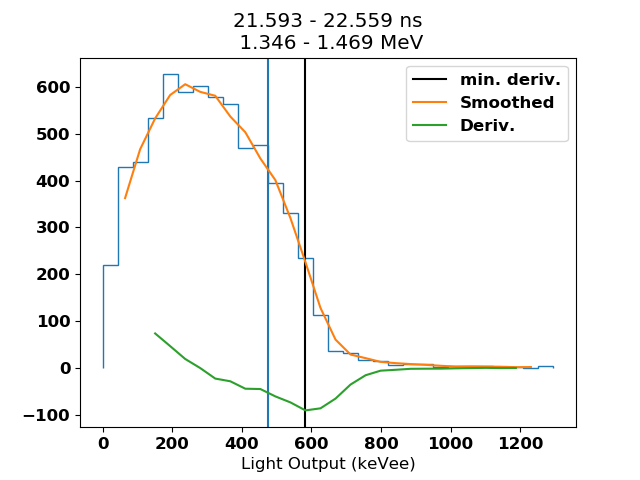 21.593 - 22.559 ns
1.346 - 1.469 MeV
min. deriv.
Smoothed
Deriv.
600
500
400
300
200
100
0
−100
0 200 400 600 800 1000 1200
Light Output (keVee)